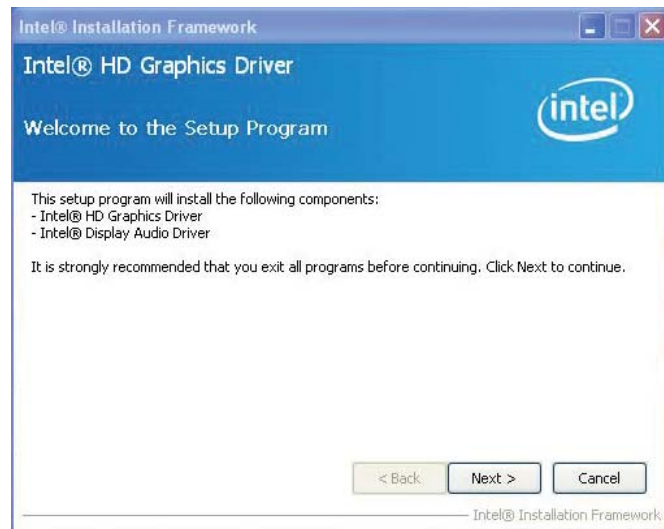 Intel® Installation Framework
Intel® HD Graphics Driver
Welcome to the Setup Program
intel
This setup program will install the following components:
- Intel® HD Graphics Driver
- Intel® Display Audio Driver
It is strongly recommended that you exit all programs before continuing. Click Next to continue.
< Back Next > Cancel
Intel® Installation Framework